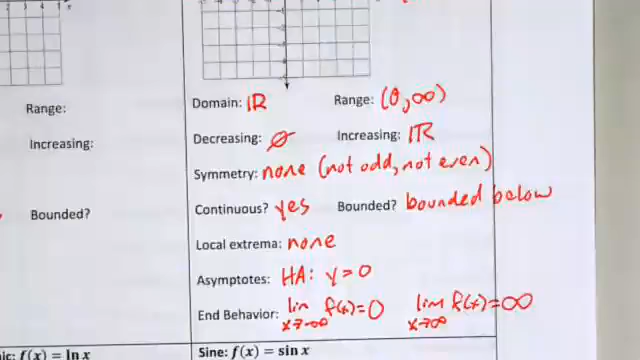 Range:
Increasing:
Bounded?
Domain: ℝ Range: (0,∞)
Decreasing: ∅ Increasing: ℝ
Symmetry: none (not odd, not even)
Continuous? yes Bounded? bounded below
Local extrema: none
Asymptotes: HA: y=0
End Behavior: lim x→-∞ f(x)=0 lim x→∞ f(x)=∞
ic: f(x) = ln x Sine: f(x) = sin x